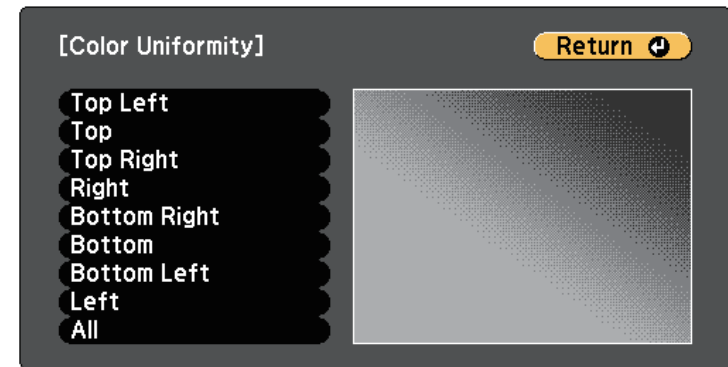 [Color Uniformity]
Return
Top Left
Top
Top Right
Right
Bottom Right
Bottom
Bottom Left
Left
All